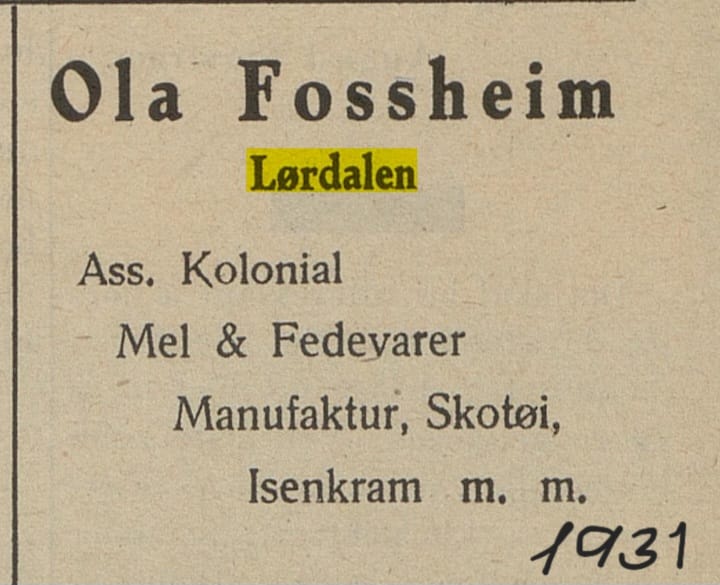 Ola Fossheim
Lørdalen
Ass. Kolonial
Mel & Fedevarer
Manufaktur, Skotøi,
Isenkram m. m.
1931